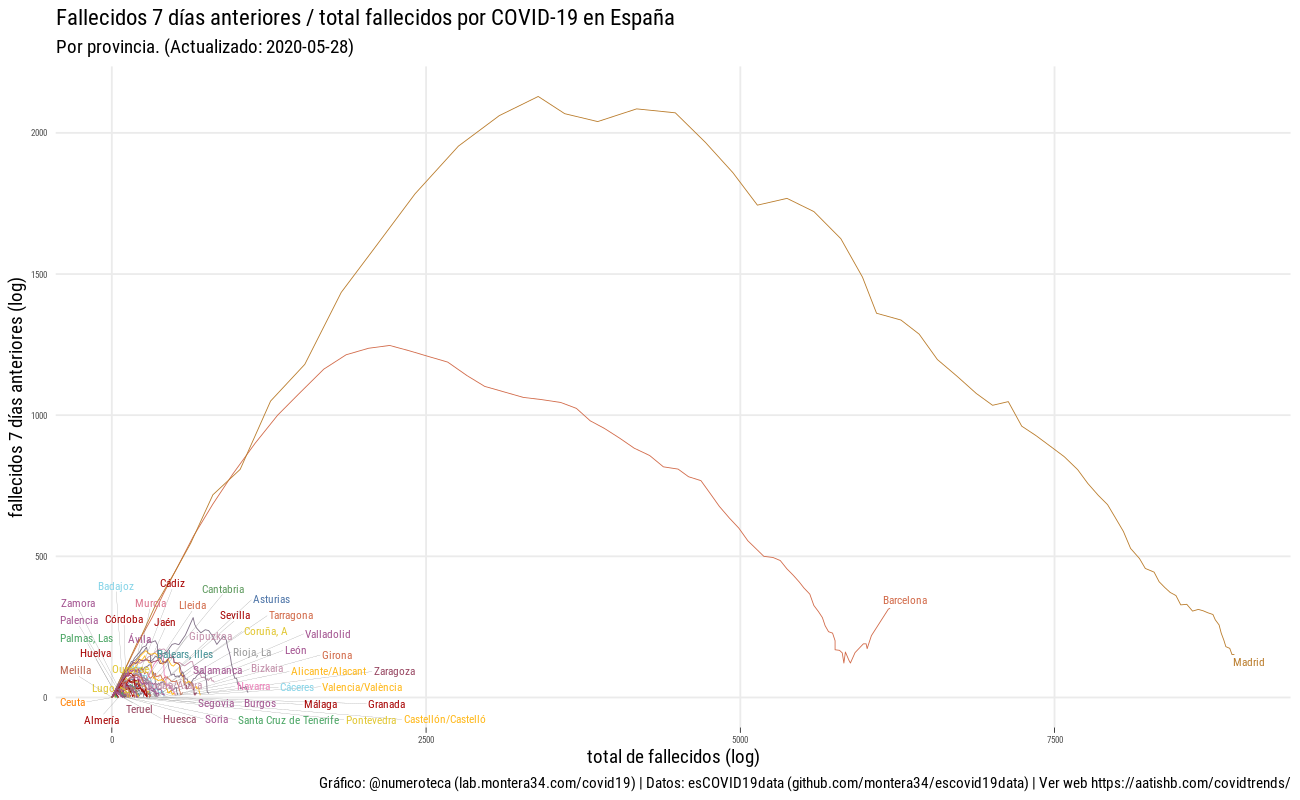 Fallecidos 7 días anteriores / total fallecidos por COVID-19 en España
Por provincia. (Actualizado: 2020-05-28)
fallecidos 7 días anteriores (log)
2000
1500
1000
500
0
Badajoz
Cádiz
Cantabria
Asturias
Barcelona
Zamora
Murcia
Lleida
Palencia
Córdoba
Jaén
Sevilla
Tarragona
Palmas, Las
Ávila
Gipuzkoa
Coruña, A
Valladolid
Huelva
Balears, Illes
Rioja, La
León
Girona
Madrid
Melilla
Salamanca
Bizkaia
Alicante/Alacant
Zaragoza
Lugo
Navarra
Cáceres
Valencia/València
Ceuta
Teruel
Segovia
Burgos
Málaga
Granada
Almería
Huesca
Soria
Santa Cruz de Tenerife
Pontevedra
Castellón/Castelló
0
2500
5000
7500
total de fallecidos (log)
Gráfico: @numeroteca (lab.montera34.com/covid19) | Datos: esCOVID19data (github.com/montera34/escovid19data) | Ver web https://aatishb.com/covidtrends/